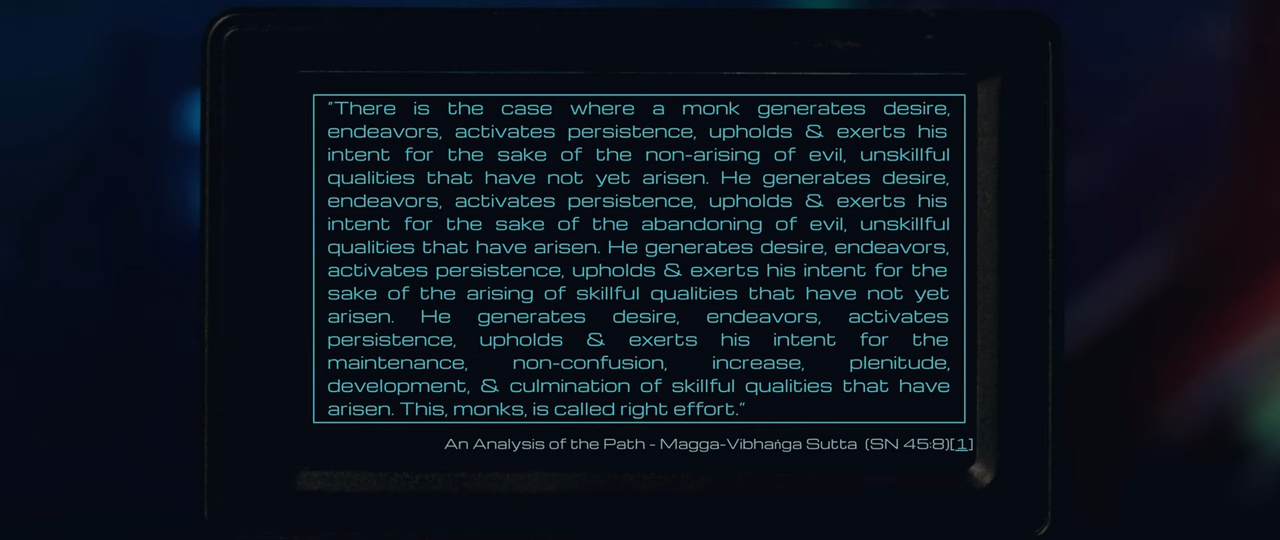 "There is the case where a monk generates desire,
endeavors, activates persistence, upholds & exerts his
intent for the sake of the non-arising of evil, unskillful
qualities that have not yet arisen. He generates desire,
endeavors, activates persistence, upholds & exerts his
intent for the sake of the abandoning of evil, unskillful
qualities that have arisen. He generates desire, endeavors,
activates persistence, upholds & exerts his intent for the
sake of the arising of skillful qualities that have not yet
arisen. He generates desire, endeavors, activates
persistence, upholds & exerts his intent for the
maintenance, non-confusion, increase, plenitude,
development, & culmination of skillful qualities that have
arisen. This, monks, is called right effort."
An Analysis of the Path - Magga-Vibhaṅga Sutta (SN 45:8)[1]